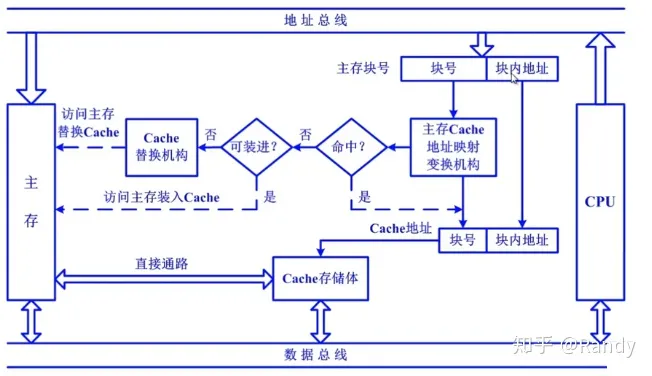 地址总线
主存块号
块号
块内地址
访问主存
替换Cache
Cache
替换机构
否
可装进?
否
命中?
主存Cache
地址映射
变换机构
主
存
CPU
访问主存装入Cache
是
是
Cache地址
块号
块内地址
直接通路
Cache存储体
数据总线
知乎 @Randy